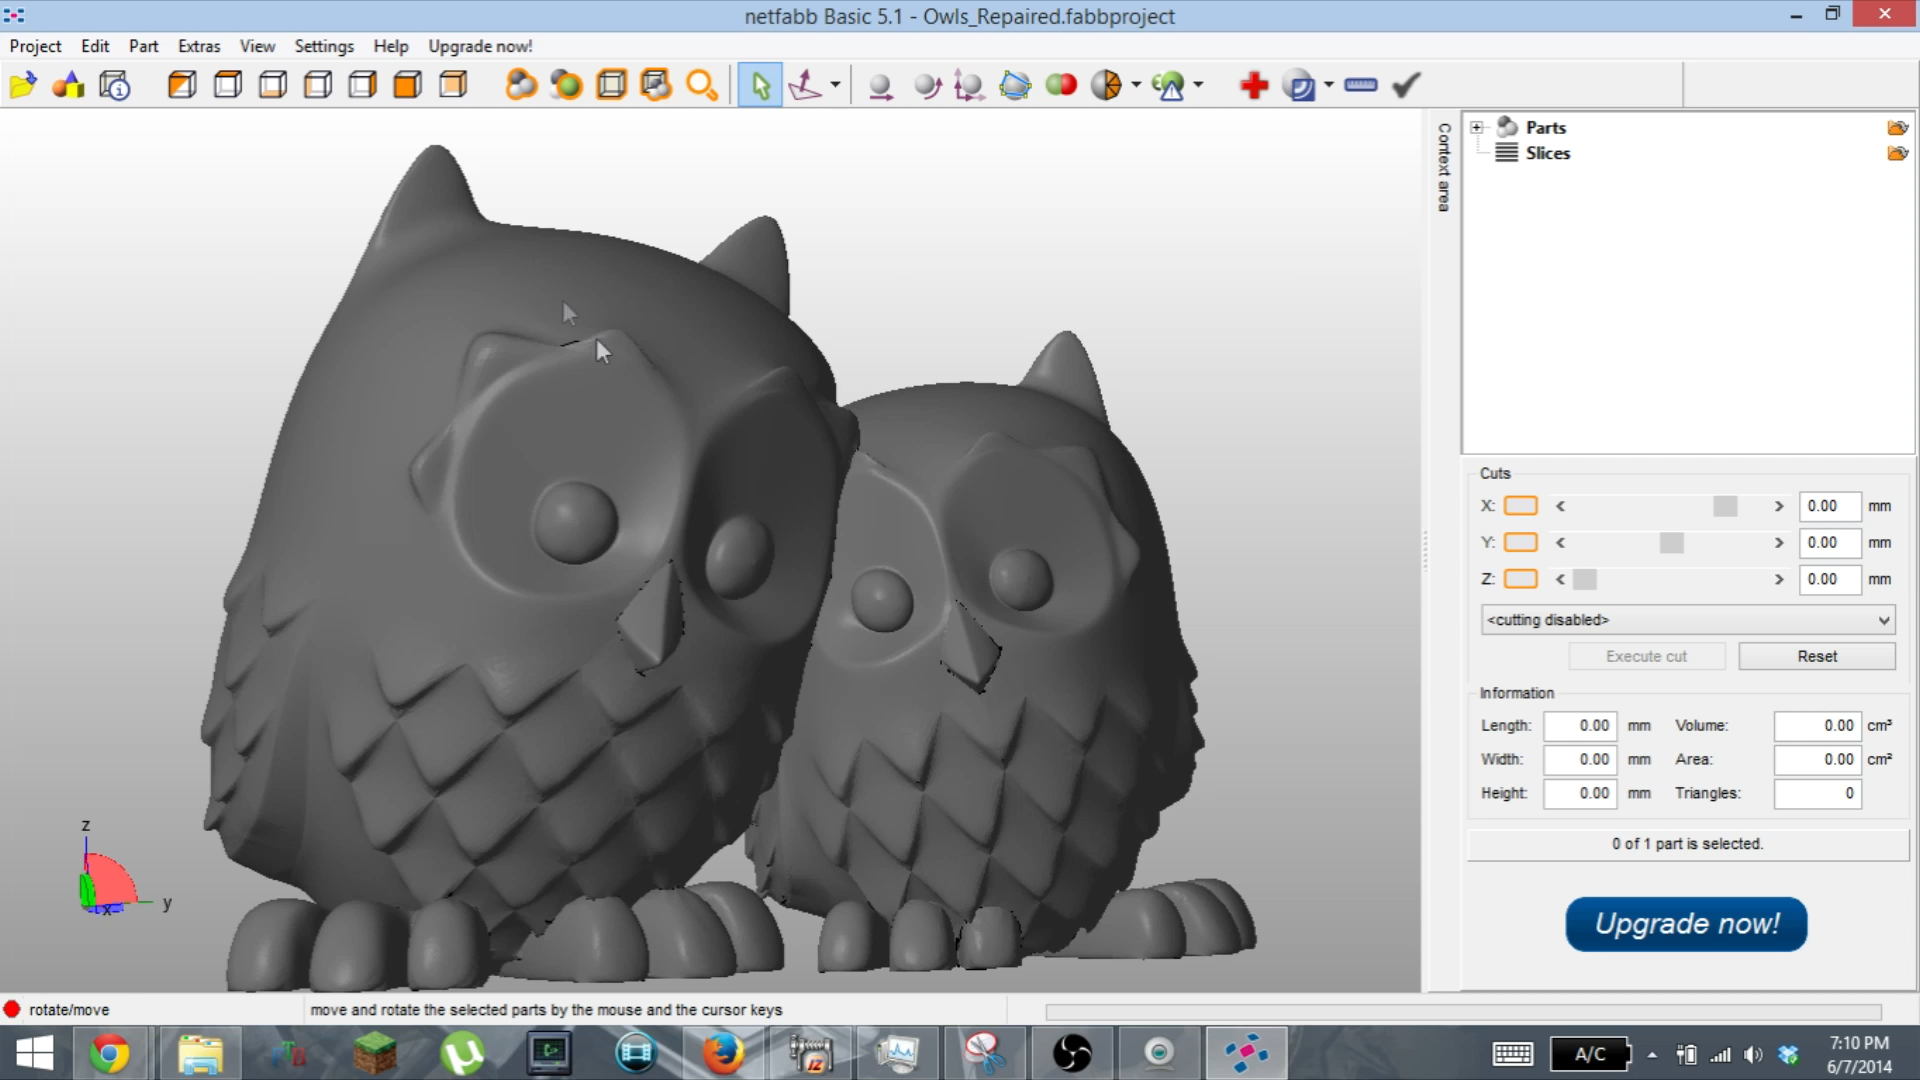 netfabb Basic 5.1 - Owls_Repaired.fabbproject
Project Edit Part Extras View Settings Help Upgrade now!
Context area
Parts
Slices
Cuts
X: < > 0.00 mm
Y: < > 0.00 mm
Z: < > 0.00 mm
<cutting disabled>
Execute cut Reset
Information
Length: 0.00 mm Volume: 0.00 cm³
Width: 0.00 mm Area: 0.00 cm²
Height: 0.00 mm Triangles: 0
0 of 1 part is selected.
Upgrade now!
z
y
x
rotate/move move and rotate the selected parts by the mouse and the cursor keys
A/C
7:10 PM
6/7/2014